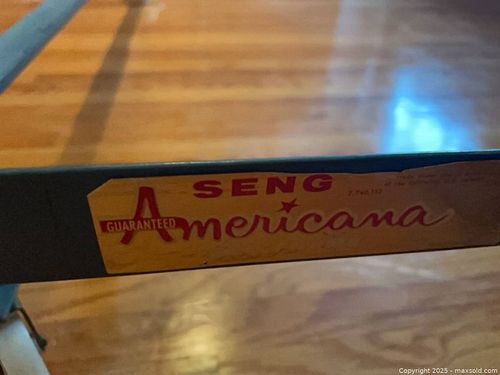 SENG
GUARANTEED
Americana
Copyright © 2025 - maxsold.com